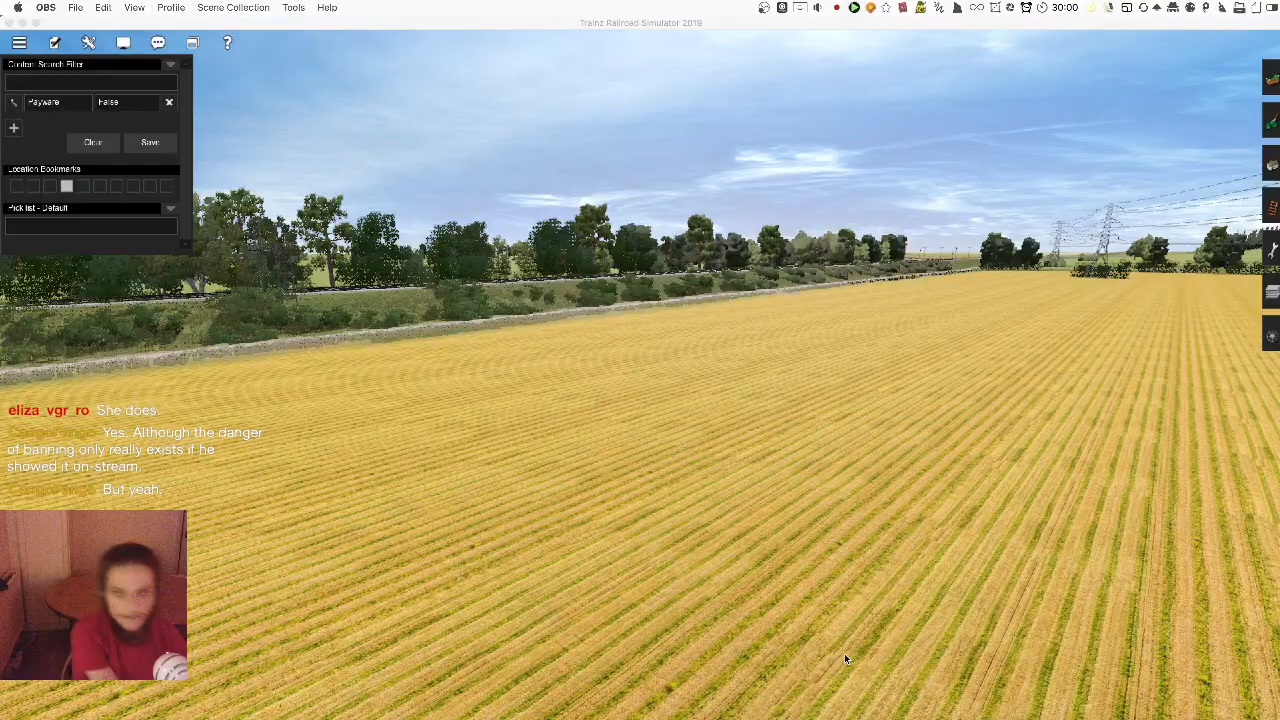 OBS File Edit View Profile Scene Collection Tools Help
30:00
Trainz Railroad Simulator 2019
Content Search Filter
Payware False
Clear Save
Location Bookmarks
Pick list - Default
eliza_vgr_ro She does.
Yes. Although the danger
of banning only really exists if he
showed it on-stream.
But yeah.